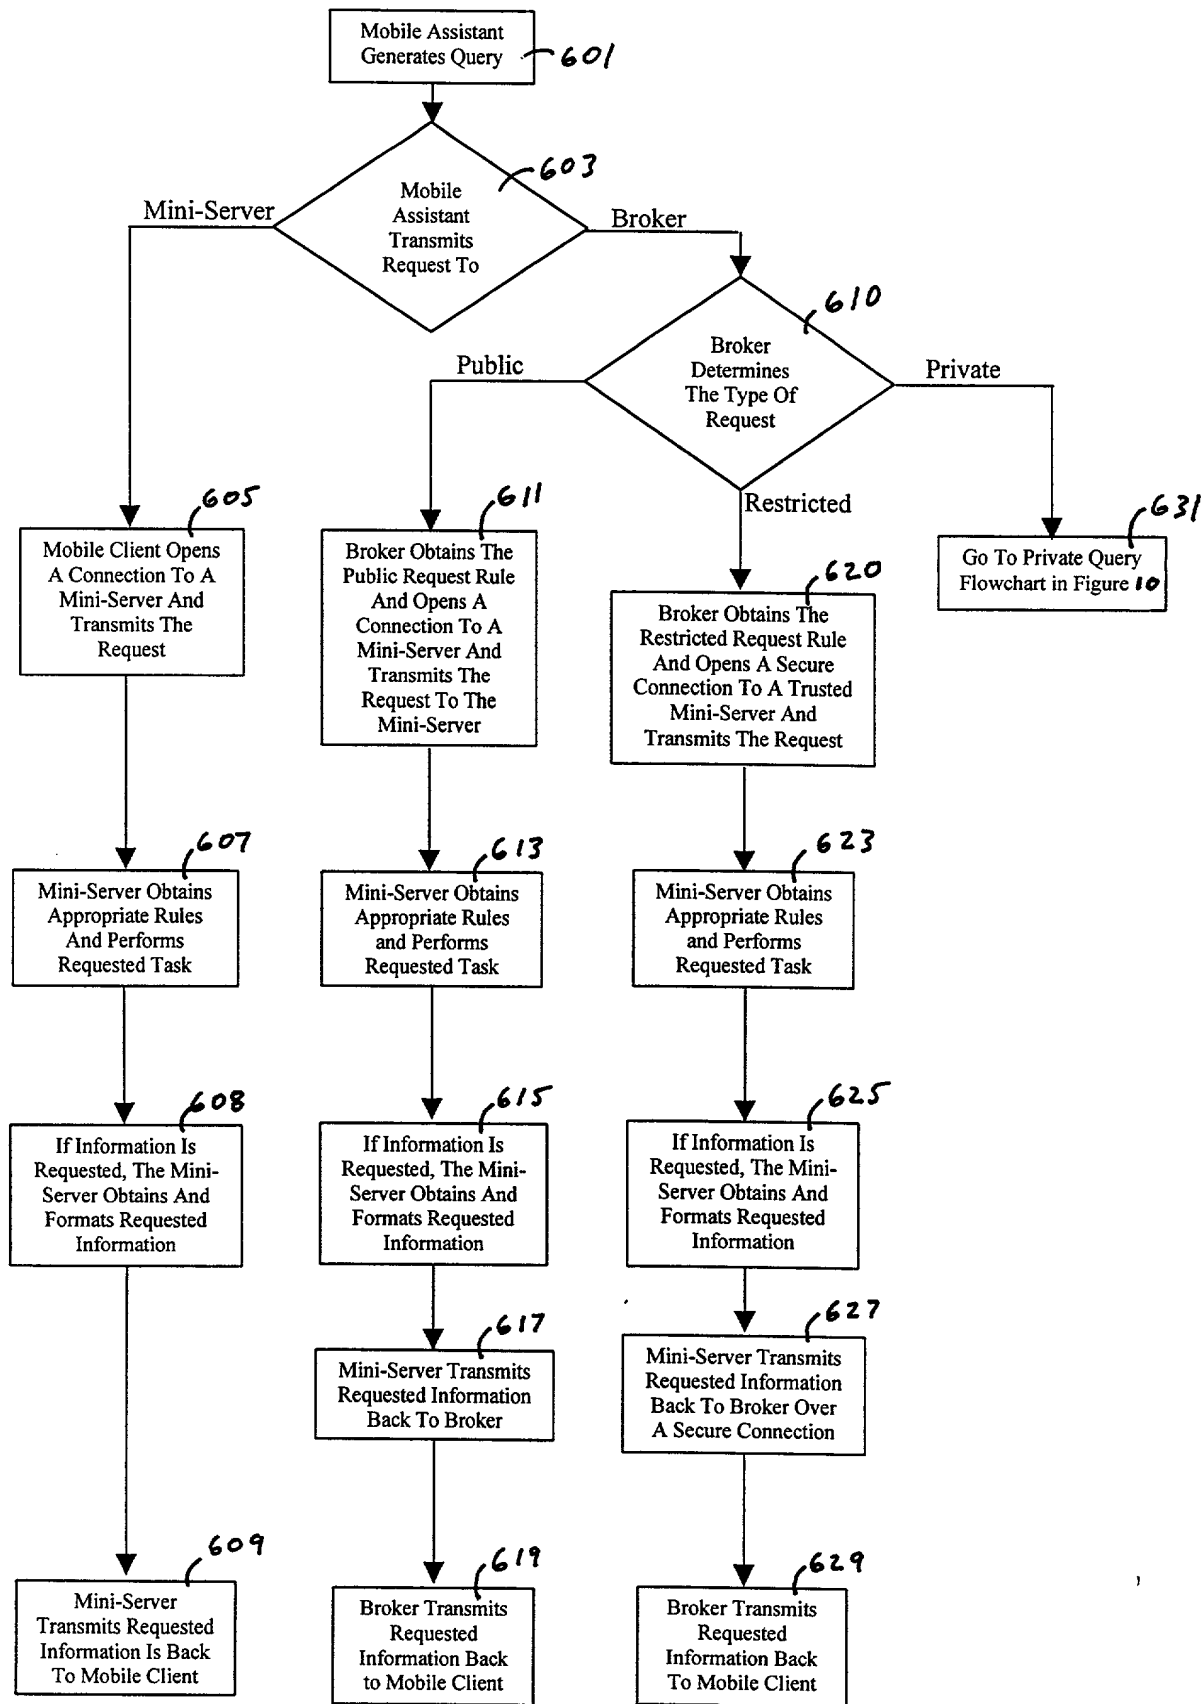 Mobile Assistant
Generates Query
601
603
Mobile
Assistant
Transmits
Request To
Mini-Server
Broker
610
Broker
Determines
The Type Of
Request
Public
Private
Restricted
605
Mobile Client Opens
A Connection To A
Mini-Server And
Transmits The
Request
611
Broker Obtains The
Public Request Rule
And Opens A
Connection To A
Mini-Server And
Transmits The
Request To The
Mini-Server
620
Broker Obtains The
Restricted Request Rule
And Opens A Secure
Connection To A Trusted
Mini-Server And
Transmits The Request
631
Go To Private Query
Flowchart in Figure 10
607
Mini-Server Obtains
Appropriate Rules
And Performs
Requested Task
613
Mini-Server Obtains
Appropriate Rules
and Performs
Requested Task
623
Mini-Server Obtains
Appropriate Rules
and Performs
Requested Task
608
If Information Is
Requested, The Mini-
Server Obtains And
Formats Requested
Information
615
If Information Is
Requested, The Mini-
Server Obtains And
Formats Requested
Information
625
If Information Is
Requested, The Mini-
Server Obtains And
Formats Requested
Information
617
Mini-Server Transmits
Requested Information
Back To Broker
627
Mini-Server Transmits
Requested Information
Back To Broker Over
A Secure Connection
609
Mini-Server
Transmits Requested
Information Is Back
To Mobile Client
619
Broker Transmits
Requested
Information Back
to Mobile Client
629
Broker Transmits
Requested
Information Back
To Mobile Client